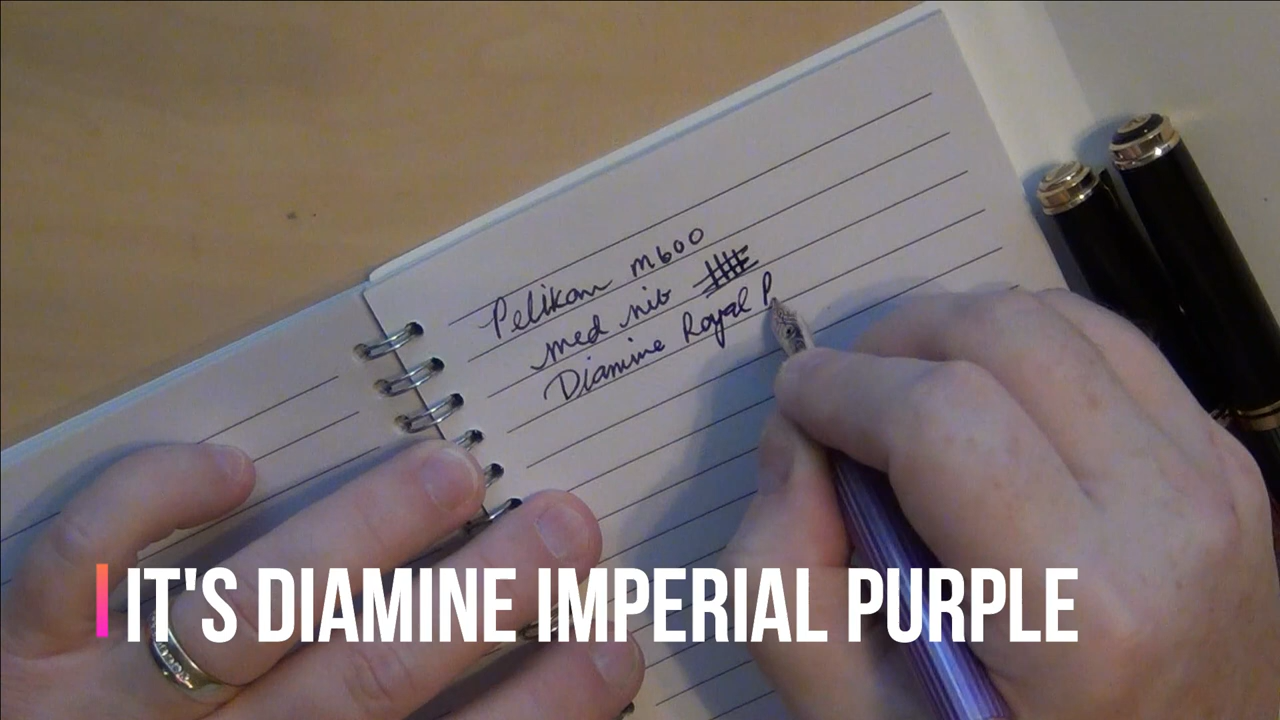 Pelikan M600
med nib
Diamine Royal P
IT'S DIAMINE IMPERIAL PURPLE